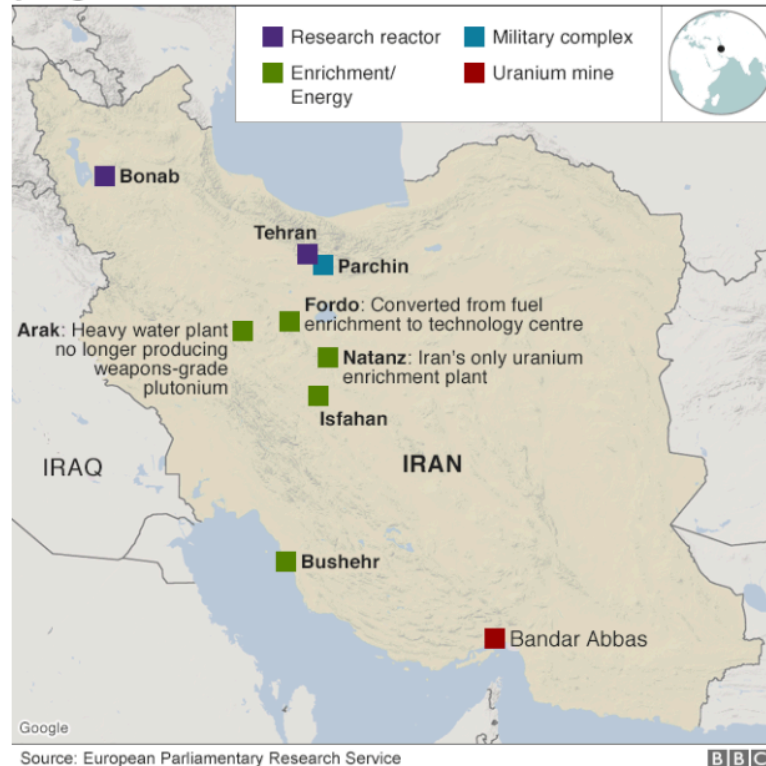 Research reactor
Military complex
Enrichment/
Energy
Uranium mine
Bonab
Tehran
Parchin
Fordo: Converted from fuel
enrichment to technology centre
Arak: Heavy water plant
no longer producing
weapons-grade
plutonium
Natanz: Iran's only uranium
enrichment plant
Isfahan
IRAQ
IRAN
Bushehr
Bandar Abbas
Google
Source: European Parliamentary Research Service
BBC